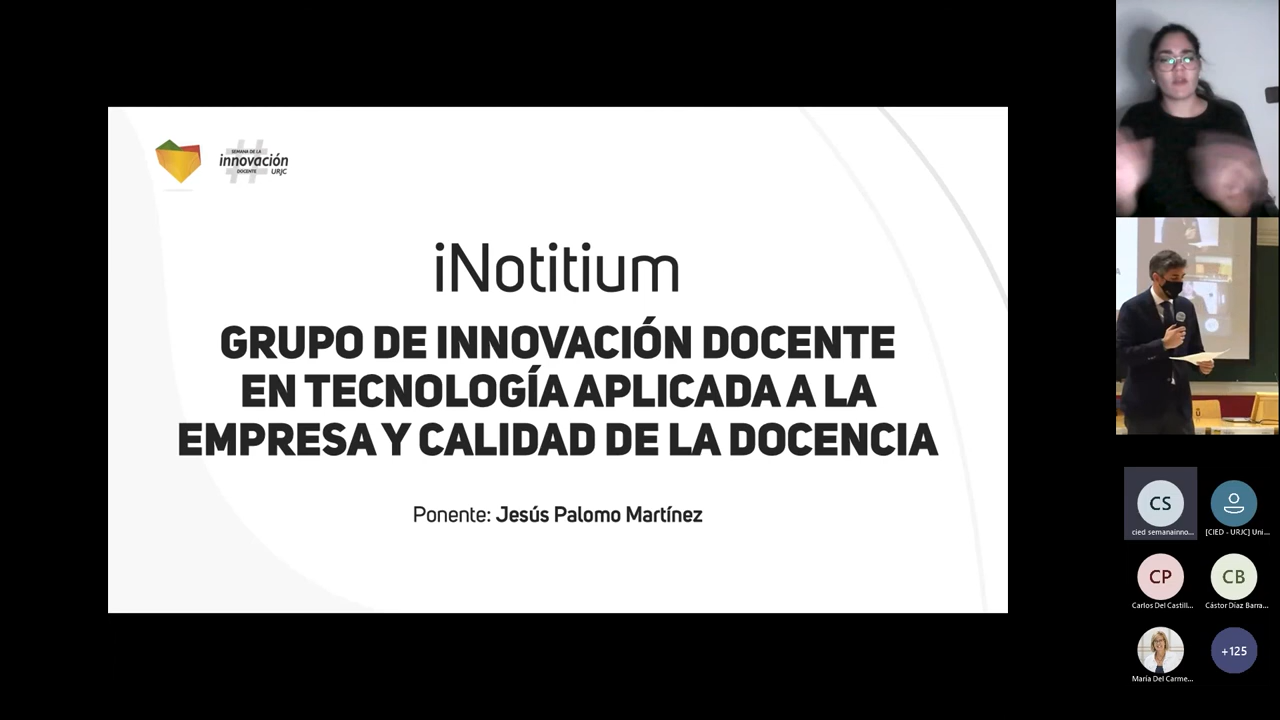 SEMANA DE LA
innovación
DOCENTE
URJC
iNotitium
GRUPO DE INNOVACIÓN DOCENTE
EN TECNOLOGÍA APLICADA A LA
EMPRESA Y CALIDAD DE LA DOCENCIA
Ponente: Jesús Palomo Martínez
CS
cied semanainno...
[CIED - URJC] Uni...
CP
Carlos Del Castill...
CB
Cástor Díaz Barra...
María Del Carme...
+125